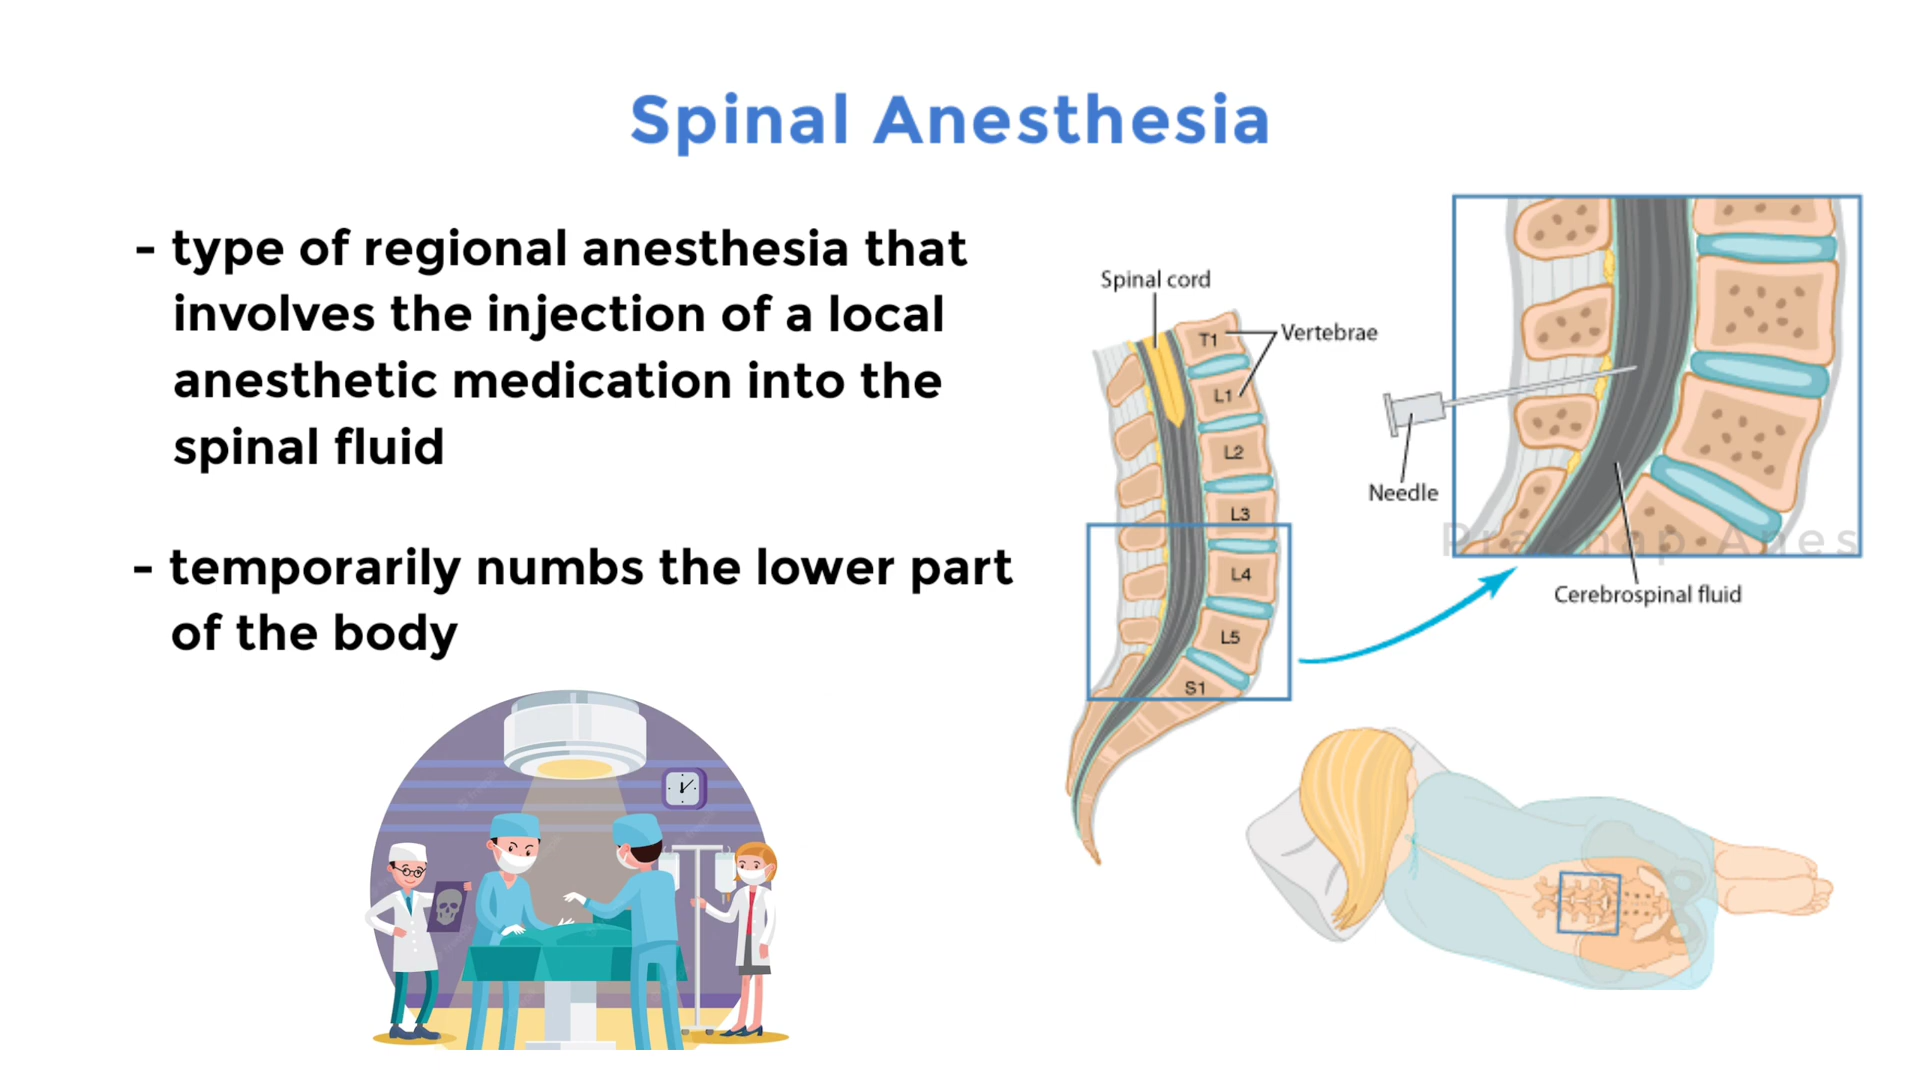 Spinal Anesthesia
- type of regional anesthesia that
involves the injection of a local
anesthetic medication into the
spinal fluid
- temporarily numbs the lower part
of the body
Spinal cord
Vertebrae
T1
L1
L2
L3
L4
L5
S1
Needle
Cerebrospinal fluid
Anes